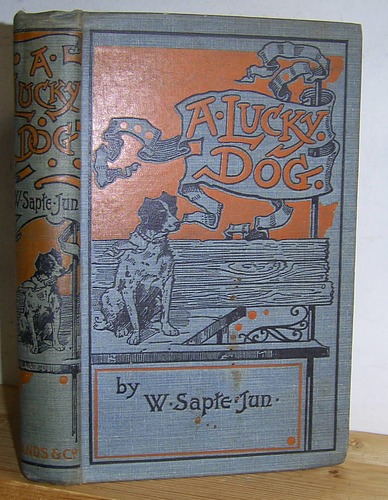 A·LUCKY·
DOG.
by
W·Sapte·Jun·
A·
LUCKY
DOG
W·Sapte·Jun·